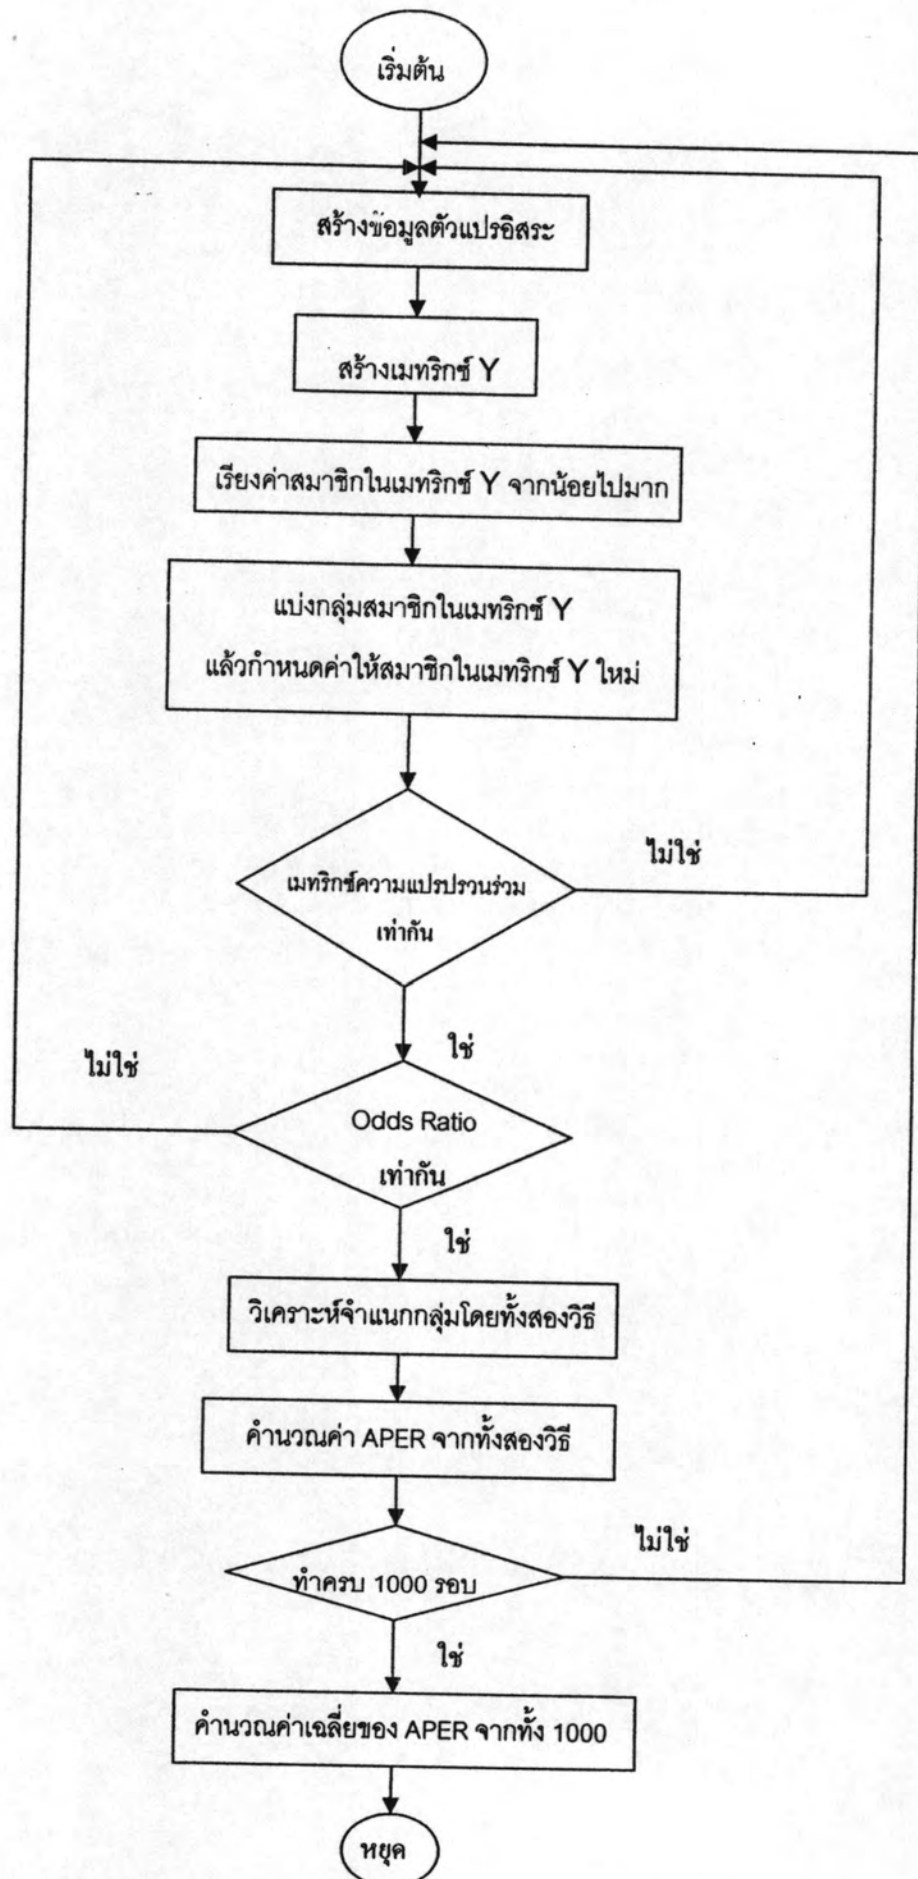 เริ่มต้น
สร้างข้อมูลตัวแปรอิสระ
สร้างเมทริกซ์ Y
เรียงค่าสมาชิกในเมทริกซ์ Y จากน้อยไปมาก
แบ่งกลุ่มสมาชิกในเมทริกซ์ Y
แล้วกำหนดค่าให้สมาชิกในเมทริกซ์ Y ใหม่
ไม่ใช่
เมทริกซ์ความแปรปรวนร่วม
เท่ากัน
ใช่
ไม่ใช่
Odds Ratio
เท่ากัน
ใช่
วิเคราะห์จำแนกกลุ่มโดยทั้งสองวิธี
คำนวณค่า APER จากทั้งสองวิธี
ไม่ใช่
ทำครบ 1000 รอบ
ใช่
คำนวณค่าเฉลี่ยของ APER จากทั้ง 1000
หยุด